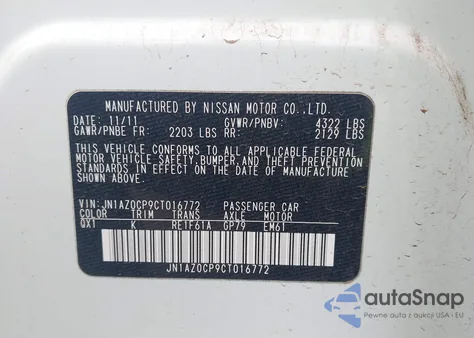 MANUFACTURED BY NISSAN MOTOR CO.,LTD.
DATE: 11/11 GVWR/PNBV: 4322 LBS
GAWR/PNBE FR: 2203 LBS RR: 2129 LBS
THIS VEHICLE CONFORMS TO ALL APPLICABLE FEDERAL
MOTOR VEHICLE SAFETY,BUMPER,AND THEFT PREVENTION
STANDARDS IN EFFECT ON THE DATE OF MANUFACTURE
SHOWN ABOVE.
VIN: JN1AZ0CP9CT016772 PASSENGER CAR
COLOR TRIM TRANS AXLE MOTOR
QX1 K RE1F61A GP79 EM61
JN1AZ0CP9CT016772
autoSnap
Pewne auta z aukcji USA i EU